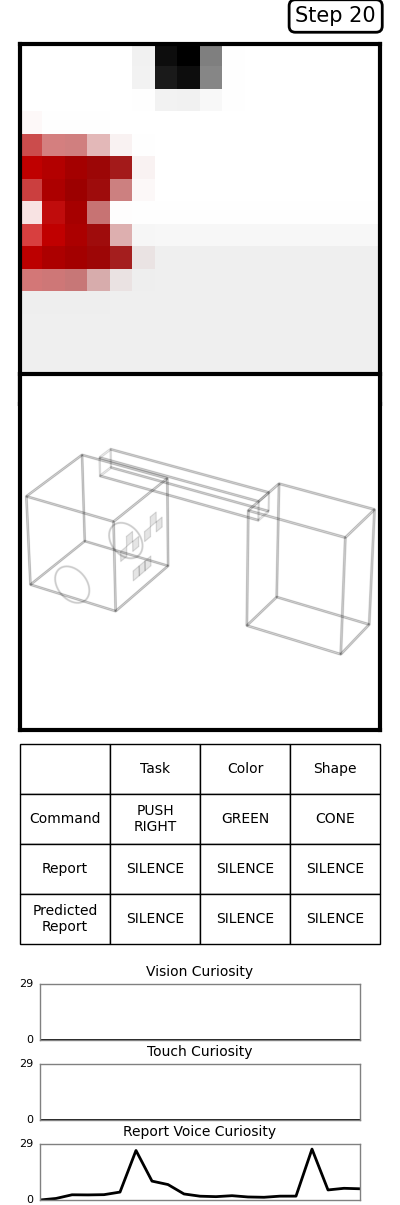 Step 20
Task Color Shape
Command PUSH RIGHT GREEN CONE
Report SILENCE SILENCE SILENCE
Predicted Report SILENCE SILENCE SILENCE
Vision Curiosity
29
0
Touch Curiosity
29
0
Report Voice Curiosity
29
0